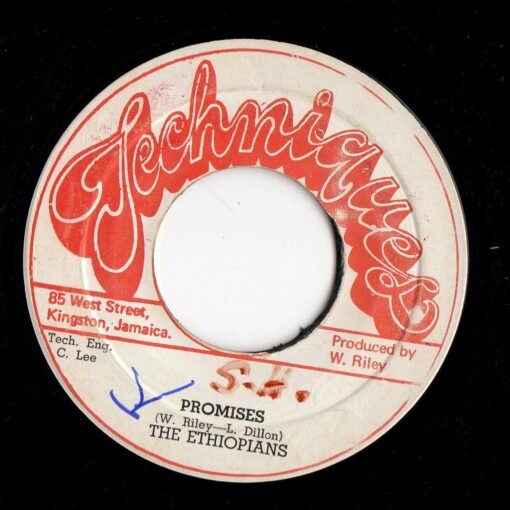 Techniques
85 West Street,
Kingston, Jamaica.
Produced by
W. Riley
Tech. Eng.
C. Lee
S.H.
PROMISES
(W. Riley—L. Dillon)
THE ETHIOPIANS